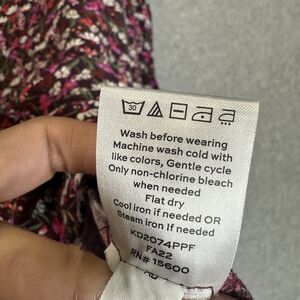 30
Wash before wearing
Machine wash cold with
like colors, Gentle cycle
Only non-chlorine bleach
when needed
Flat dry
Cool iron if needed OR
Steam iron If needed
KD2074PPF
FA22
RN# 15600